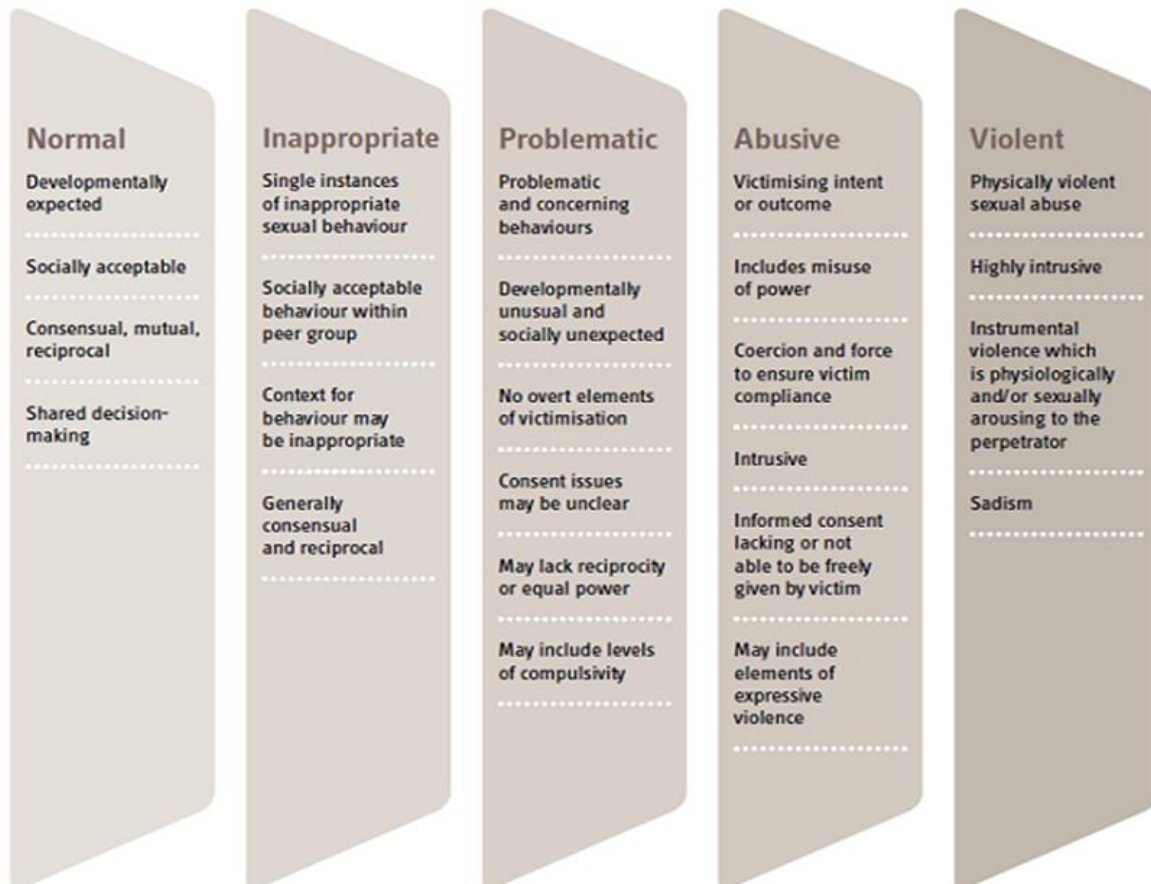 Normal
Developmentally
expected
Socially acceptable
Consensual, mutual,
reciprocal
Shared decision-
making
Inappropriate
Single instances
of inappropriate
sexual behaviour
Socially acceptable
behaviour within
peer group
Context for
behaviour may
be inappropriate
Generally
consensual
and reciprocal
Problematic
Problematic
and concerning
behaviours
Developmentally
unusual and
socially unexpected
No overt elements
of victimisation
Consent issues
may be unclear
May lack reciprocity
or equal power
May include levels
of compulsivity
Abusive
Victimising intent
or outcome
Includes misuse
of power
Coercion and force
to ensure victim
compliance
Intrusive
Informed consent
lacking or not
able to be freely
given by victim
May include
elements of
expressive
violence
Violent
Physically violent
sexual abuse
Highly intrusive
Instrumental
violence which
is physiologically
and/or sexually
arousing to the
perpetrator
Sadism